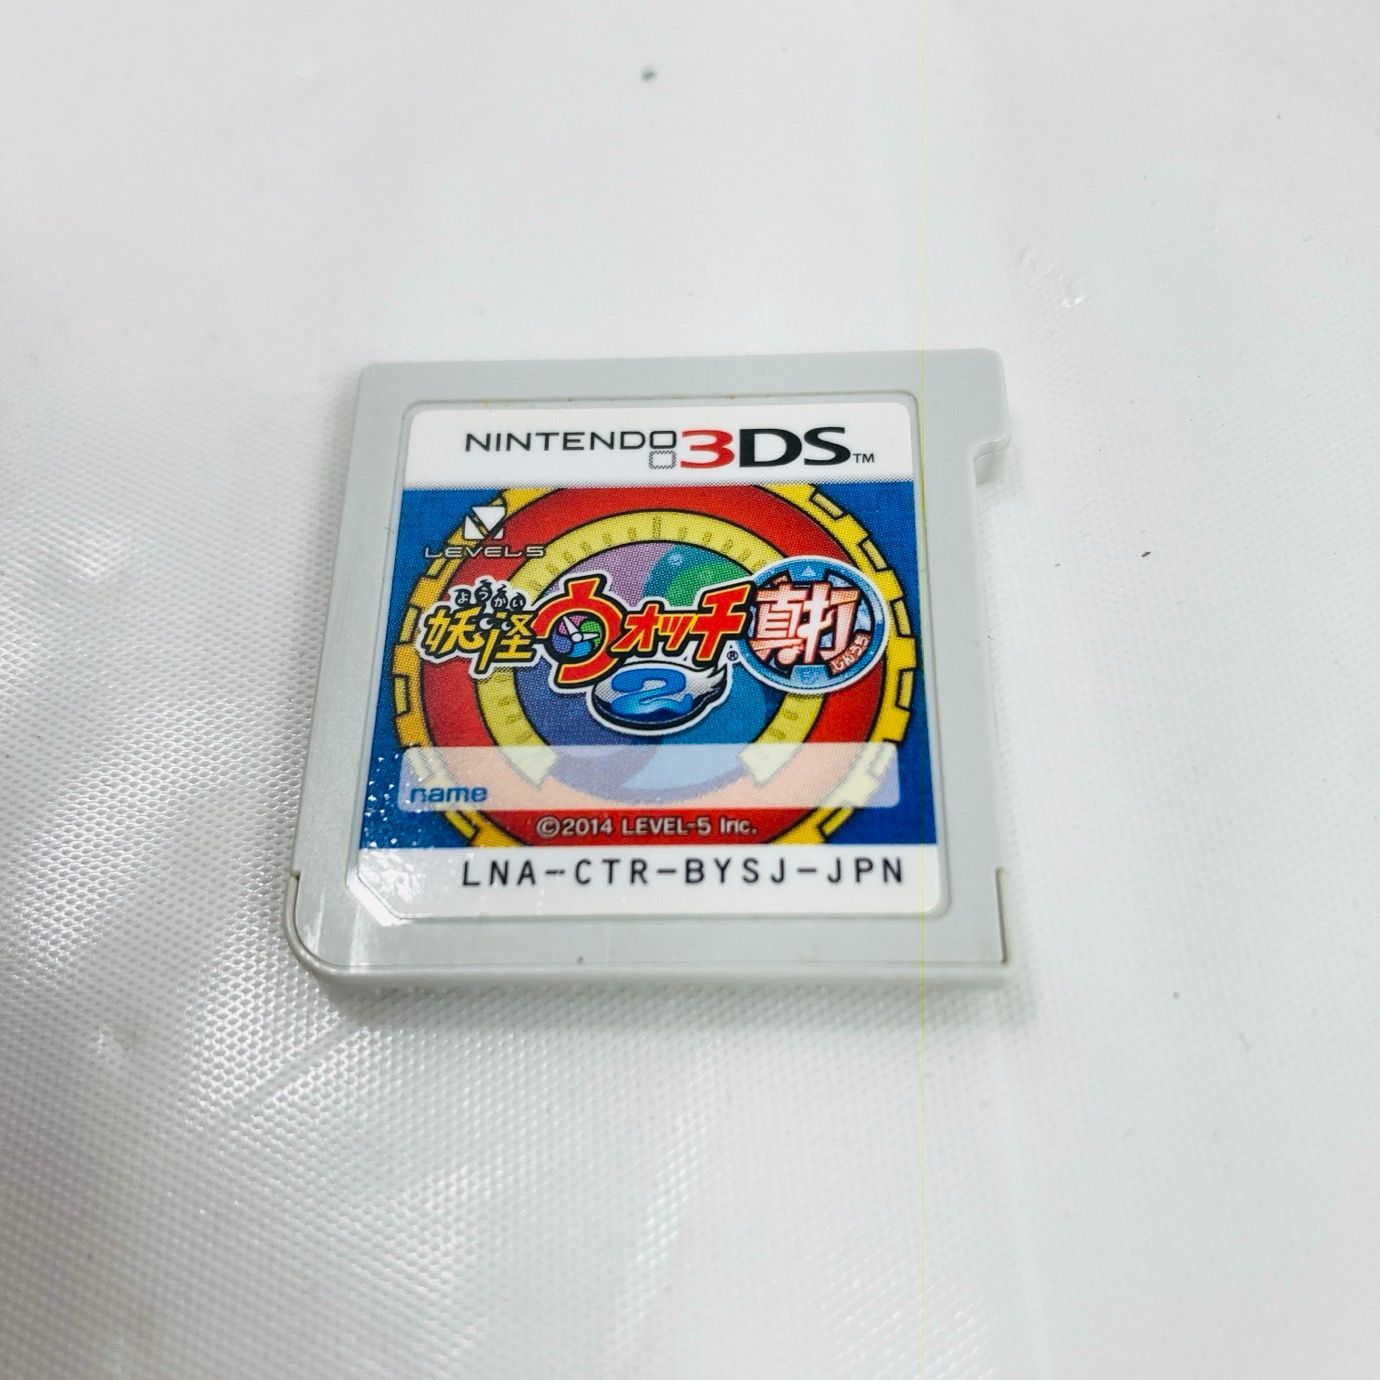 NINTENDO 3DS™
LEVEL5
ようかい
妖怪ウォッチ®
真打
しんうち
2
name
©2014 LEVEL-5 Inc.
LNA-CTR-BYSJ-JPN